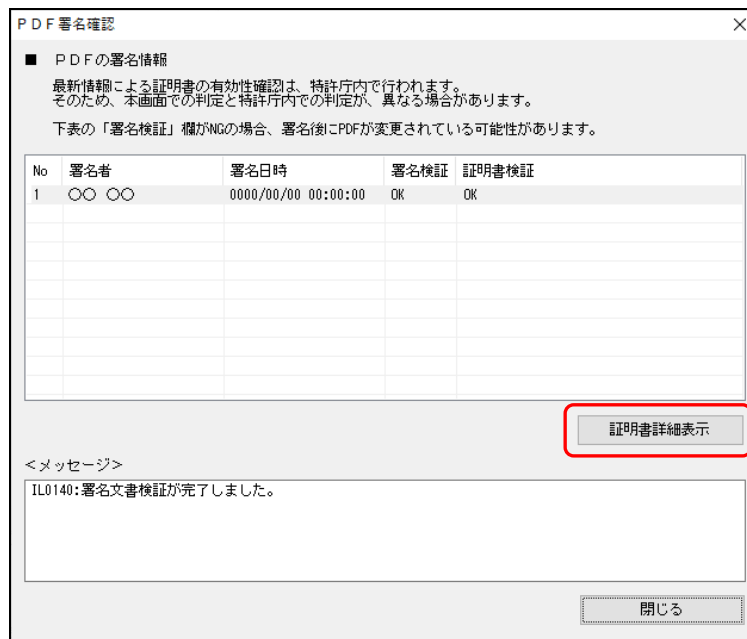 ＰＤＦ署名確認
■ ＰＤＦの署名情報
最新情報による証明書の有効性確認は、特許庁内で行われます。
そのため、本画面での判定と特許庁内での判定が、異なる場合があります。
下表の「署名検証」欄がNGの場合、署名後にPDFが変更されている可能性があります。
No 署名者 署名日時 署名検証 証明書検証
1 ○○ ○○ 0000/00/00 00:00:00 OK OK
証明書詳細表示
＜メッセージ＞
IL0140:署名文書検証が完了しました。
閉じる